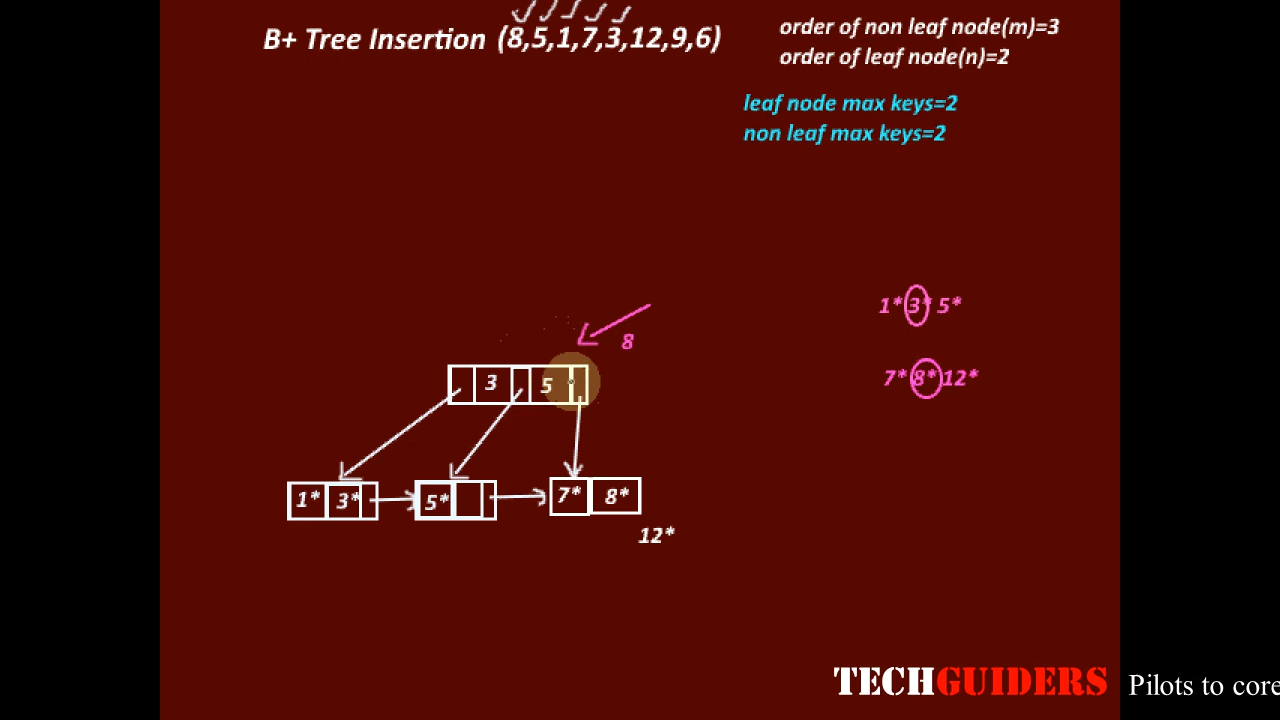 B+ Tree Insertion (8,5,1,7,3,12,9,6)
order of non leaf node(m)=3
order of leaf node(n)=2
leaf node max keys=2
non leaf max keys=2
1* 3* 5*
8
7* 8* 12*
3 5
1* 3* 5* 7* 8*
12*
TECHGUIDERS Pilots to core